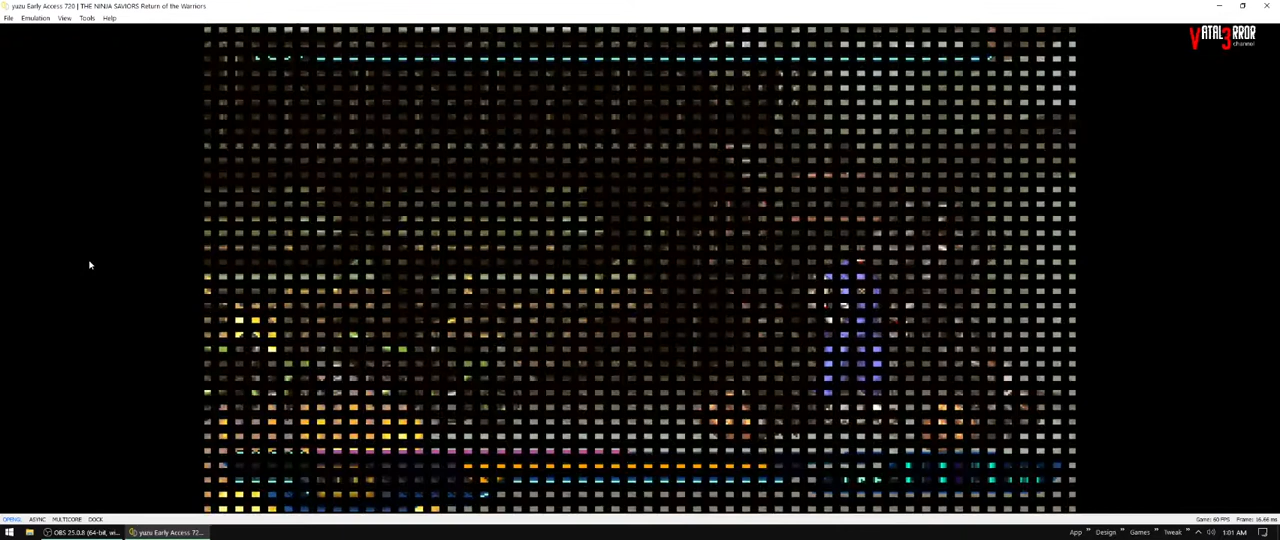 yuzu Early Access 720 | THE NINJA SAVIORS Return of the Warriors
File Emulation View Tools Help
VATAL3RROR
channel
OPENGL ASYNC MULTICORE DOCK
Game: 60 FPS Frame: 16.66 ms
OBS 25.0.8 (64-bit, wi... yuzu Early Access 72... App » Design » Games » Tweak 1:01 AM